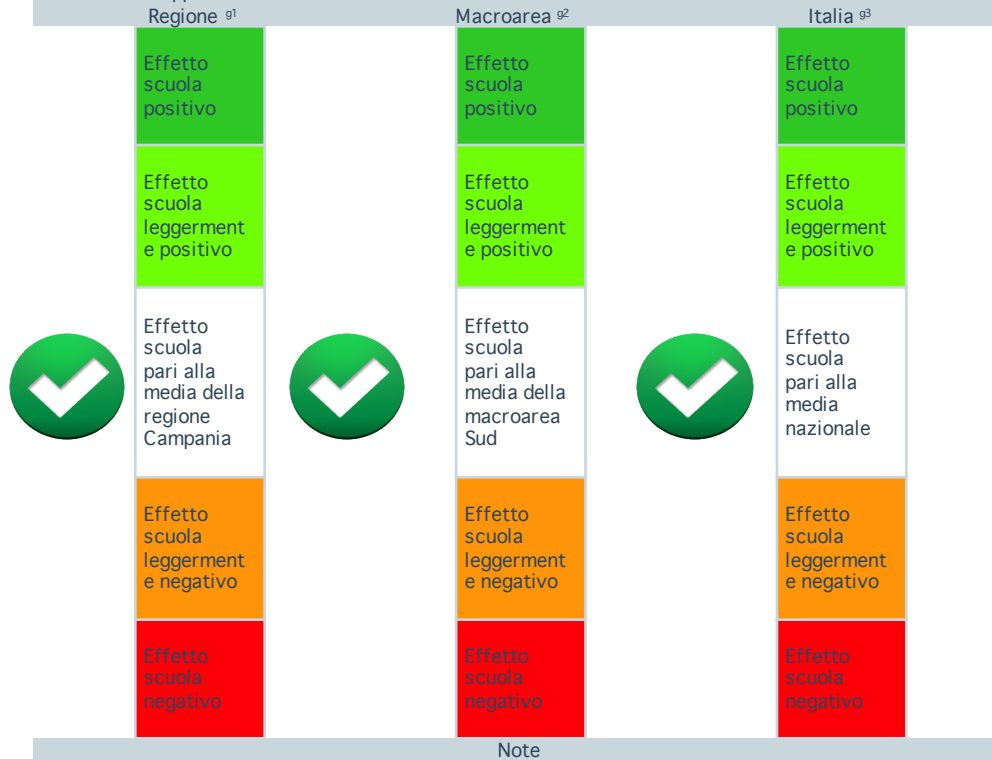 Regione g1
Macroarea g2
Italia g3
Effetto
scuola
positivo
Effetto
scuola
positivo
Effetto
scuola
positivo
Effetto
scuola
leggerment
e positivo
Effetto
scuola
leggerment
e positivo
Effetto
scuola
leggerment
e positivo
Effetto
scuola
pari alla
media della
regione
Campania
Effetto
scuola
pari alla
media della
macroarea
Sud
Effetto
scuola
pari alla
media
nazionale
Effetto
scuola
leggerment
e negativo
Effetto
scuola
leggerment
e negativo
Effetto
scuola
leggerment
e negativo
Effetto
scuola
negativo
Effetto
scuola
negativo
Effetto
scuola
negativo
Note